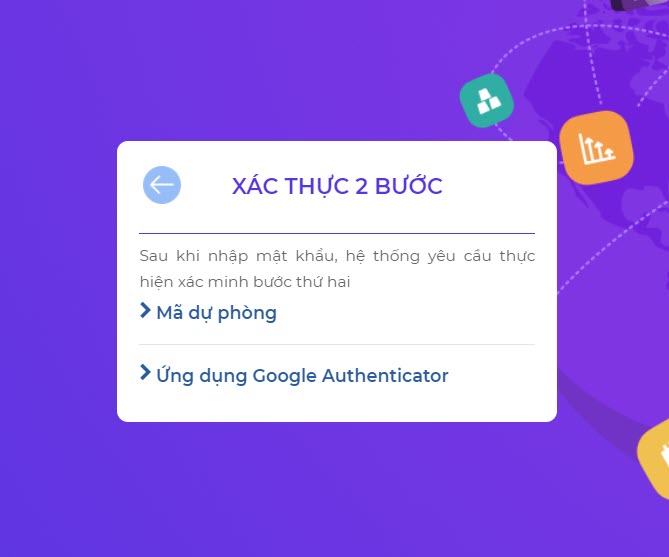 XÁC THỰC 2 BƯỚC
Sau khi nhập mật khẩu, hệ thống yêu cầu thực
hiện xác minh bước thứ hai
Mã dự phòng
Ứng dụng Google Authenticator